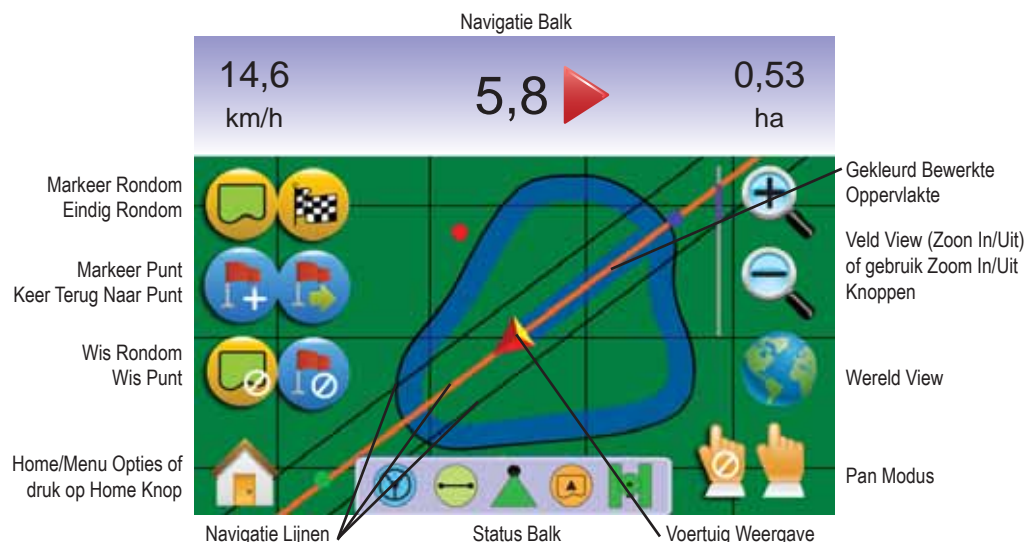 Navigatie Balk
14,6
km/h
5,8
0,53
ha
Markeer Rondom
Eindig Rondom
Markeer Punt
Keer Terug Naar Punt
Wis Rondom
Wis Punt
Home/Menu Opties of
druk op Home Knop
Gekleurd Bewerkte
Oppervlakte
Veld View (Zoon In/Uit)
of gebruik Zoom In/Uit
Knoppen
Wereld View
Pan Modus
Navigatie Lijnen
Status Balk
Voertuig Weergave